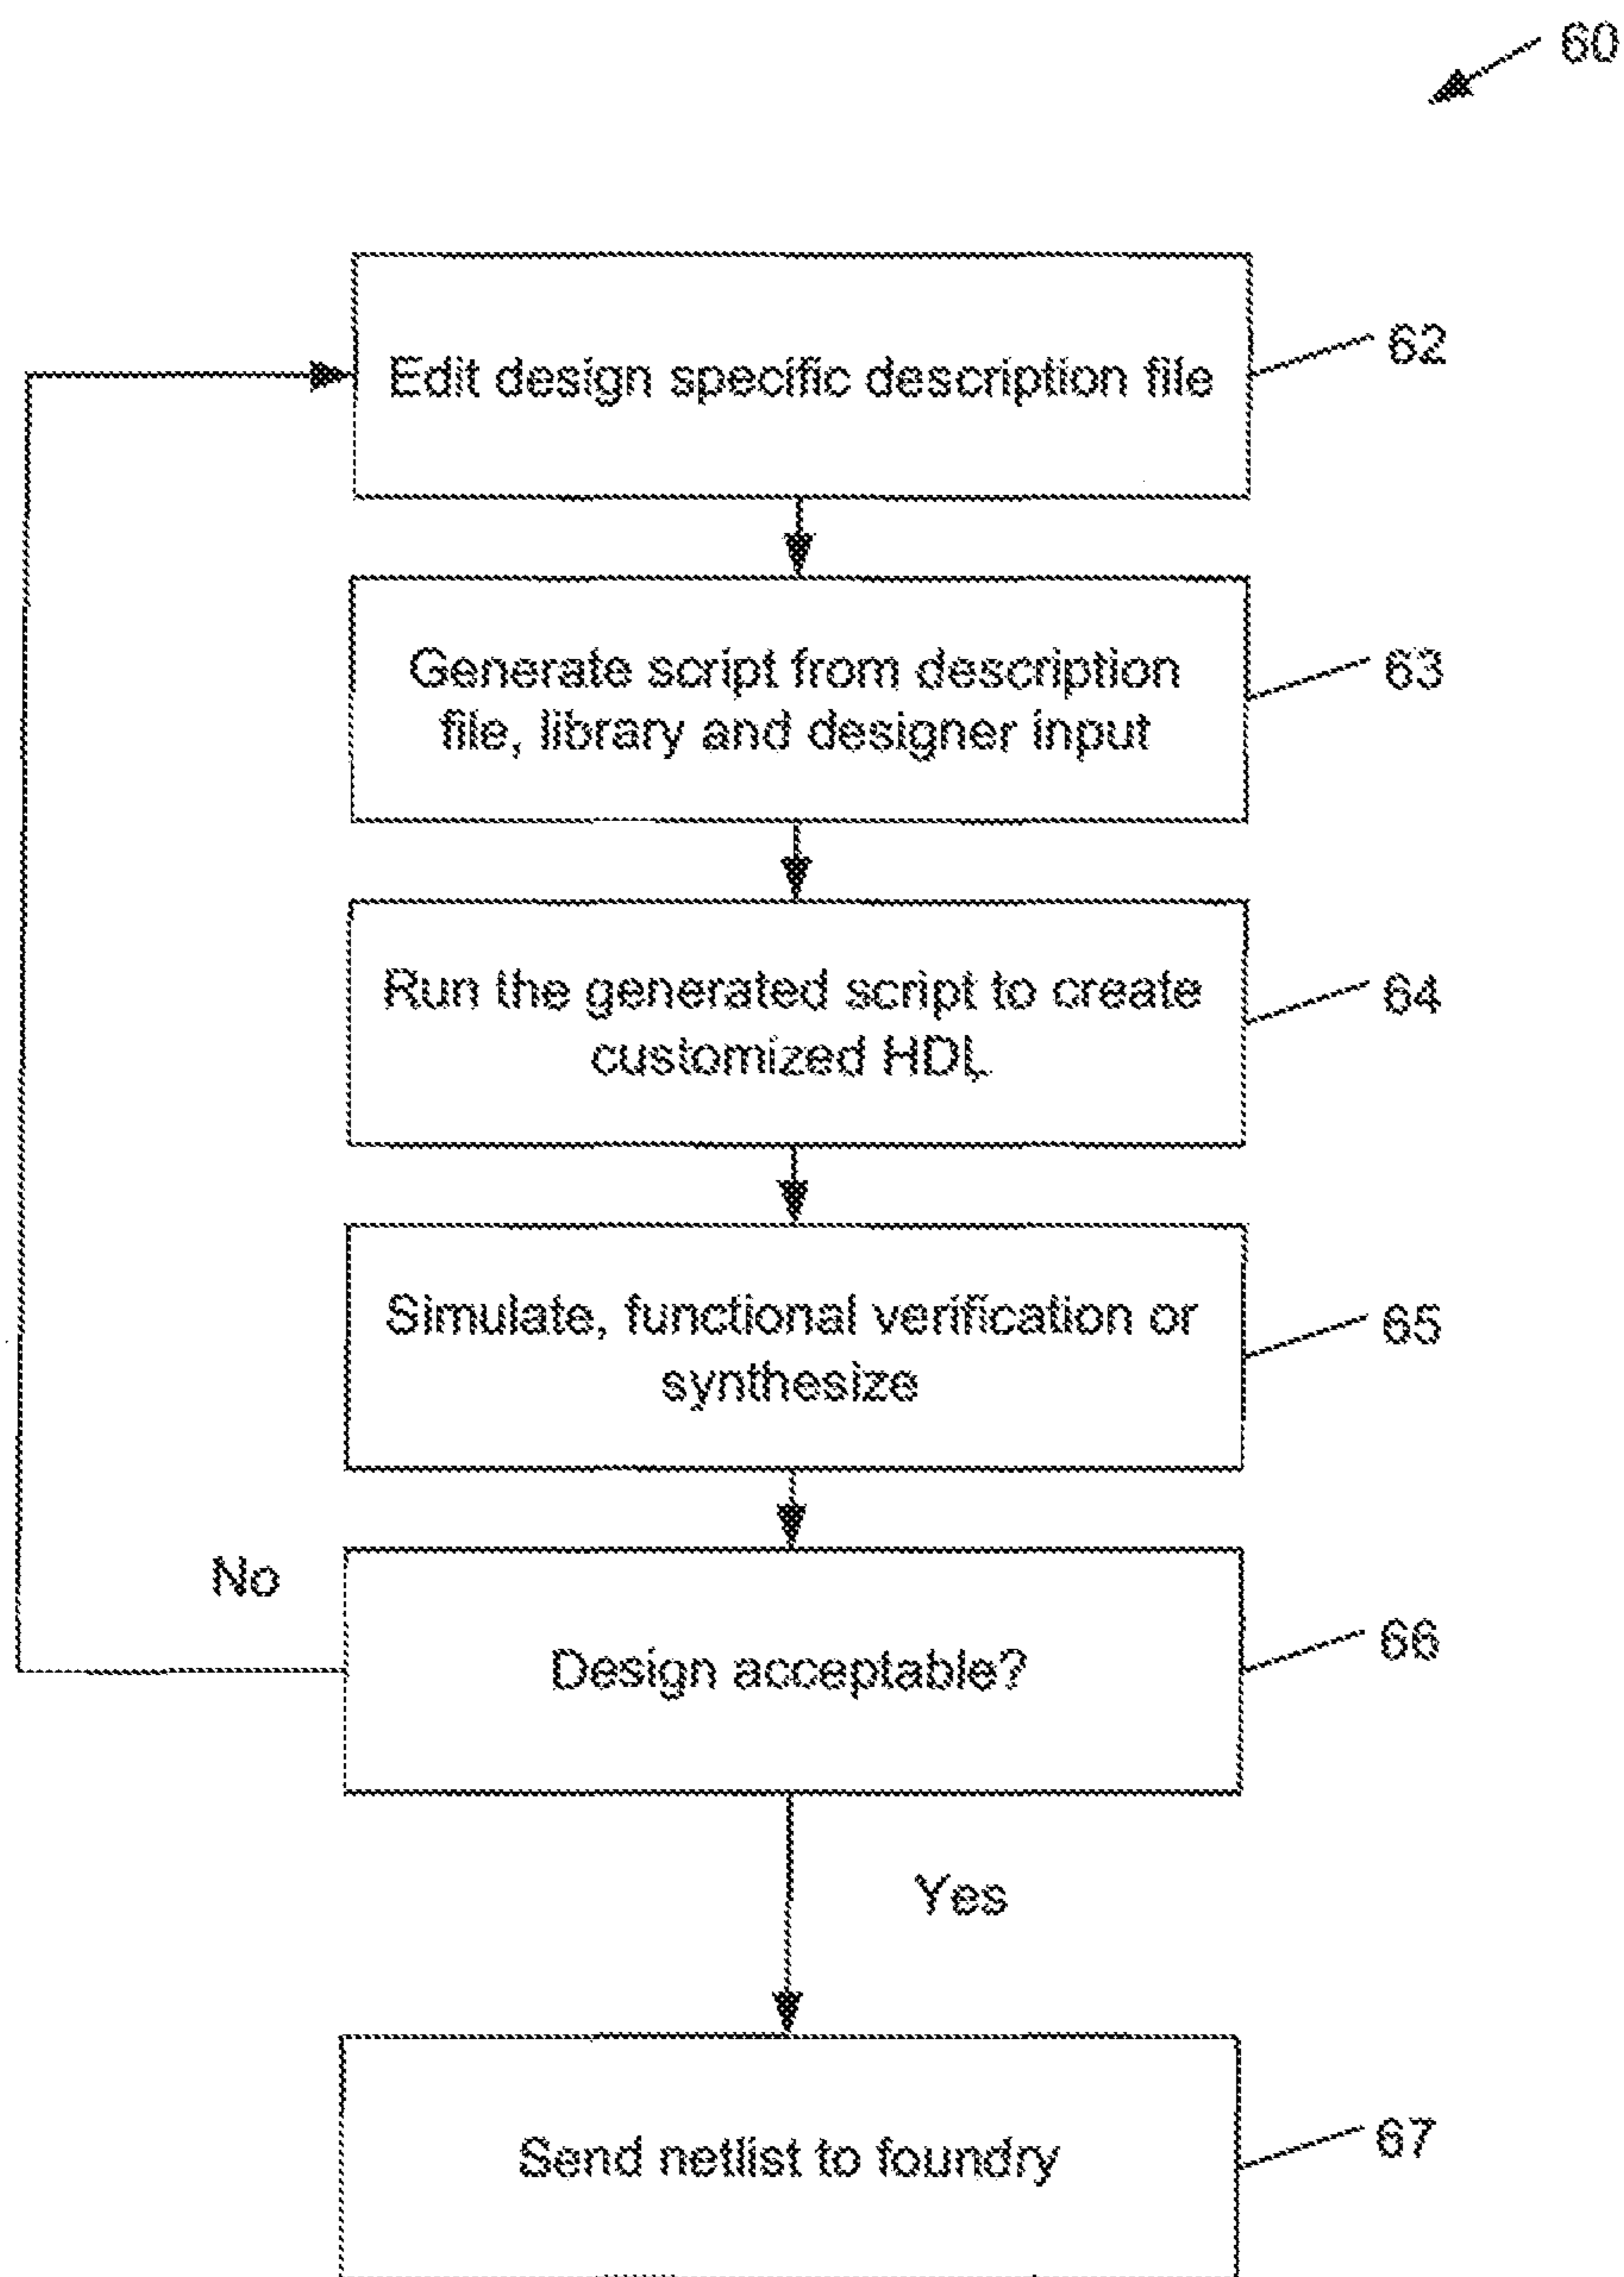 60
Edit design specific description file
62
Generate script from description
file, library and designer input
63
Run the generated script to create
customized HDL
64
Simulate, functional verification or
synthesize
65
No
Design acceptable?
66
Yes
Send netlist to foundry
67